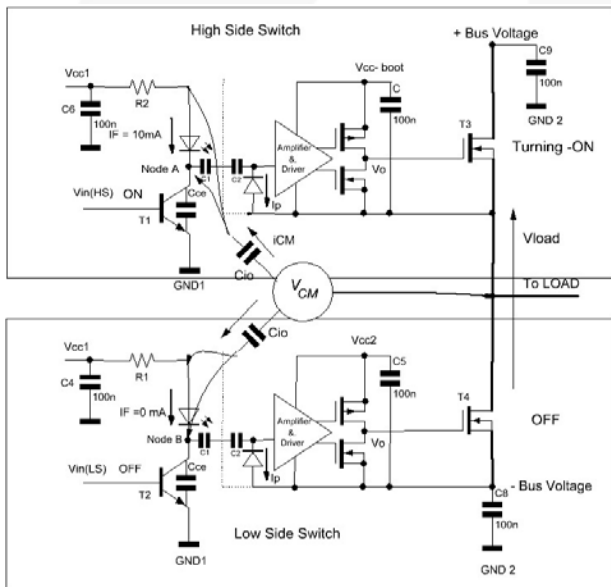 High Side Switch
+ Bus Voltage
Vcc1
Vcc- boot
C9
100n
GND 2
C6
100n
R2
C
100n
T3
IF = 10mA
Amplifier
&
Driver
Turning -ON
Node A
C1
C2
Vo
Vin(HS) ON
Cce
Ip
T1
iCM
Vload
Cio
GND1
VCM
To LOAD
Cio
Vcc1
Vcc2
R1
C5
100n
C4
100n
T4
IF =0 mA
Amplifier
&
Driver
OFF
Node B
C1
C2
Vo
Vin(LS) OFF
Cce
Ip
T2
- Bus Voltage
C8
100n
GND1
Low Side Switch
GND 2